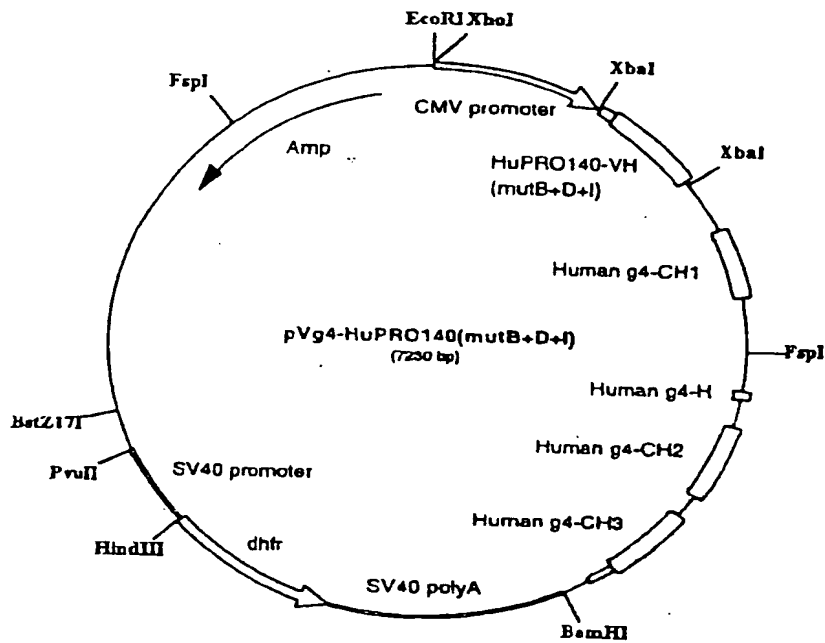 EcoRI XhoI
XbaI
FspI
CMV promoter
Amp
HuPRO140-VH
(mutB+D+I)
XbaI
Human g4-CH1
pVg4-HuPRO140(mutB+D+I)
(7230 bp)
FspI
Human g4-H
BstZ17I
Human g4-CH2
PvuII
SV40 promoter
Human g4-CH3
HindIII
dhfr
SV40 polyA
BamHI